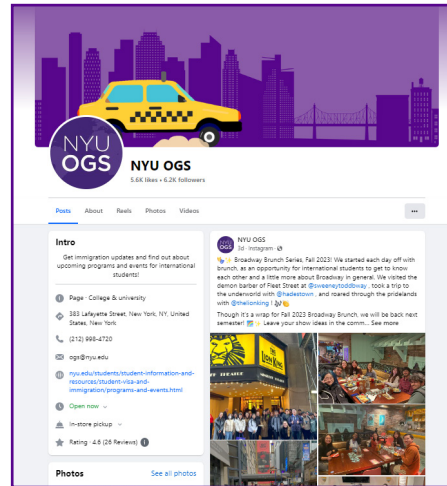 NYU
OGS
NYU OGS
5.6K likes • 6.2K followers
Posts
About
Reels
Photos
Videos
...
Intro
Get immigration updates and find out about
upcoming programs and events for international
students!
Page · College & university
383 Lafayette Street, New York, NY, United
States, New York
(212) 998-4720
ogs@nyu.edu
nyu.edu/students/student-information-and-
resources/student-visa-and-
immigration/programs-and-events.html
Open now
In-store pickup
Rating · 4.6 (26 Reviews)
Photos
See all photos
NYU
OGS
NYU OGS
3d · Instagram ·
Broadway Brunch Series, Fall 2023! We started each day off with
brunch, as an opportunity for international students to get to know
each other and a little more about Broadway in general. We visited the
demon barber of Fleet Street at @sweeneytoddbway , took a trip to
the underworld with @hadestown , and roared through the pridelands
with @thelionking !
Though it's a wrap for Fall 2023 Broadway Brunch, we will be back next
semester! Leave your show ideas in the comm... See more
THE
LION KING